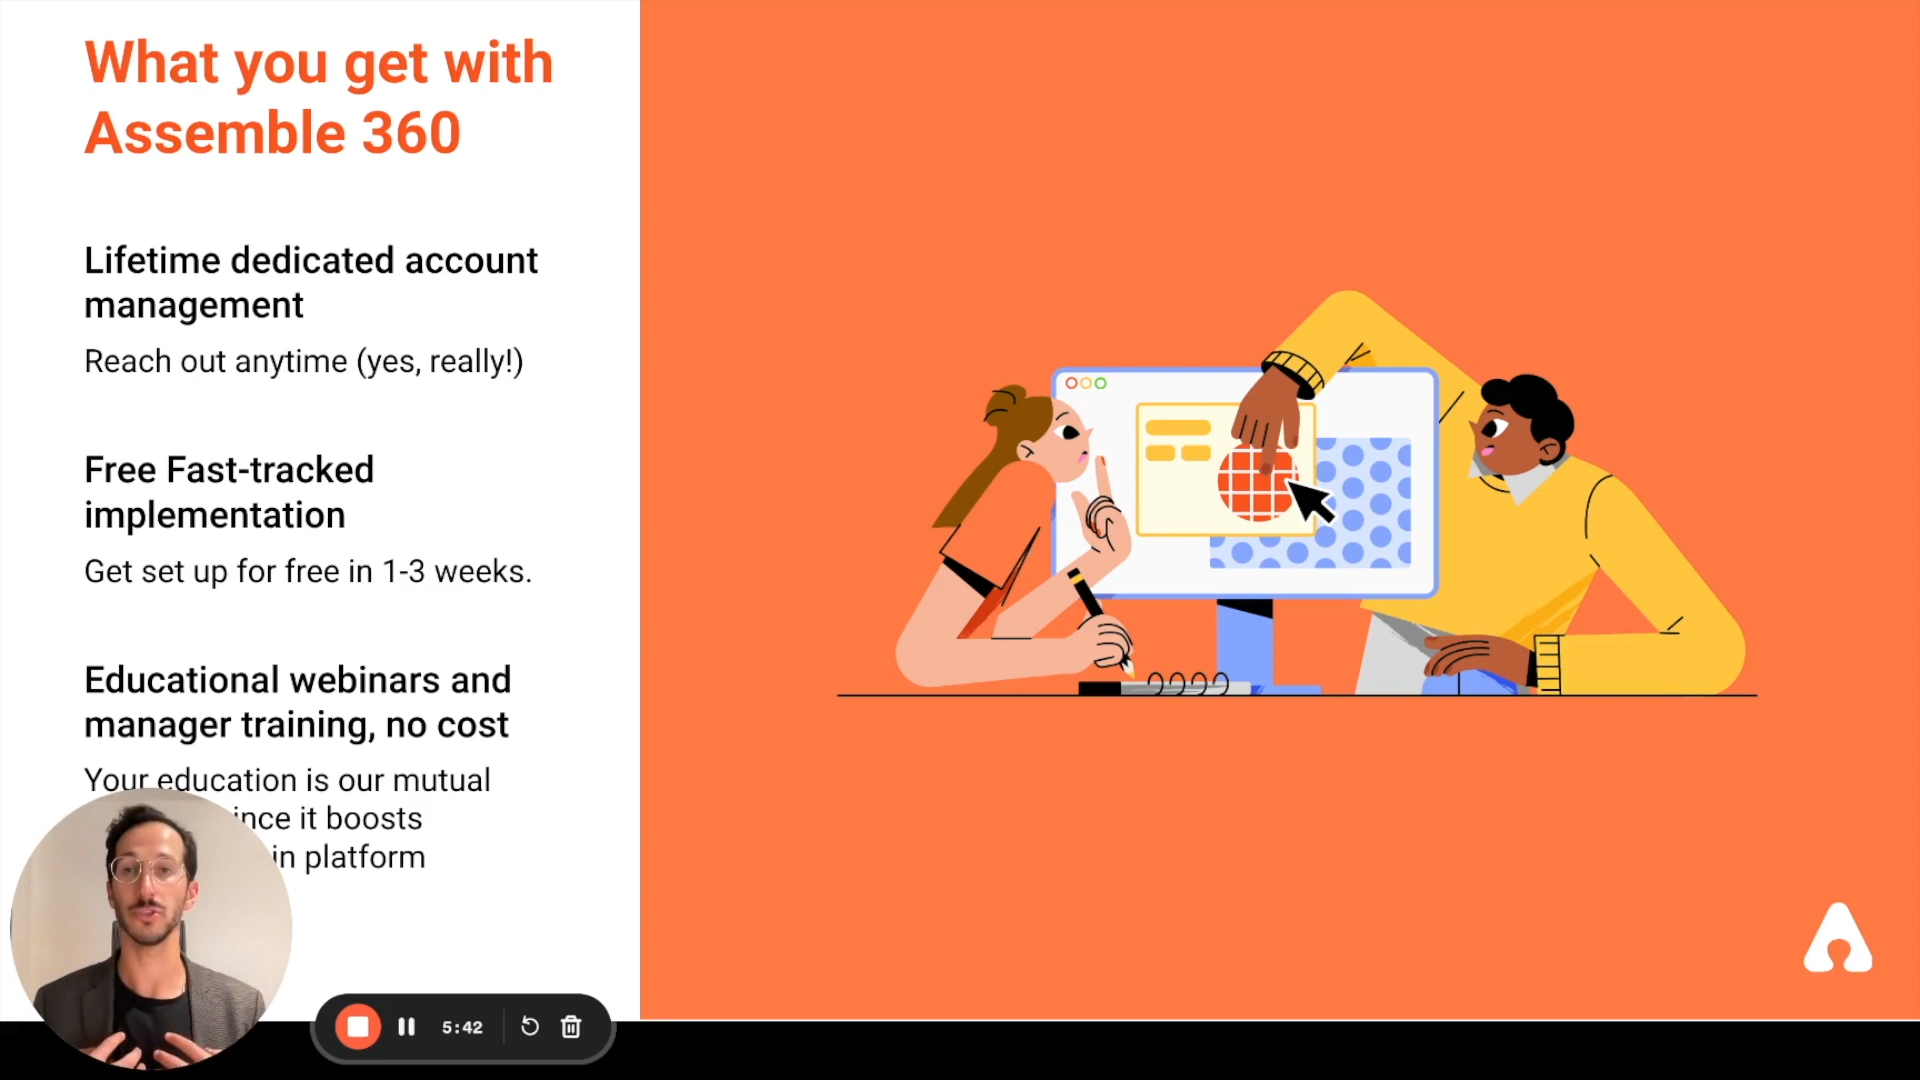 What you get with
Assemble 360
Lifetime dedicated account
management
Reach out anytime (yes, really!)
Free Fast-tracked
implementation
Get set up for free in 1-3 weeks.
Educational webinars and
manager training, no cost
Your education is our mutual
it boosts
in platform
5:42